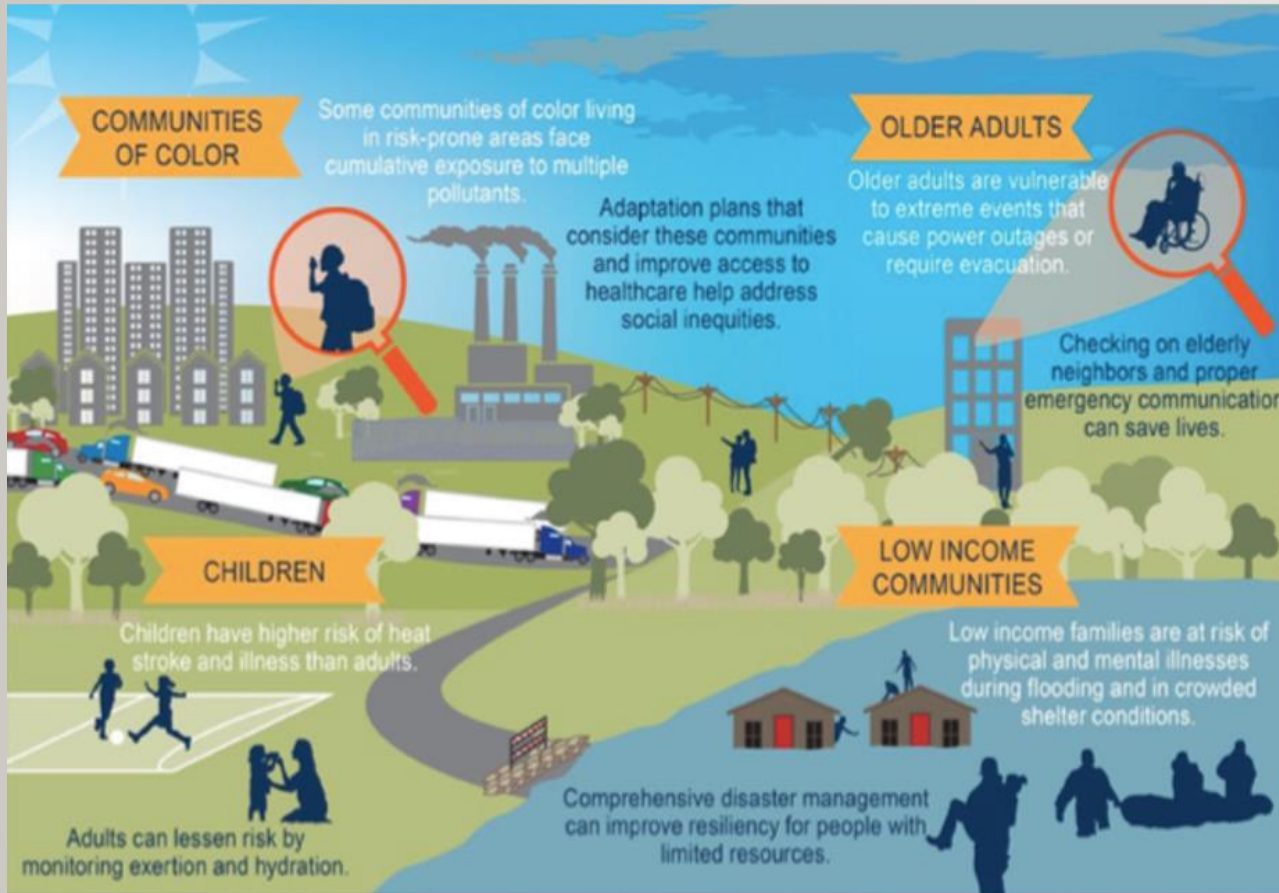 COMMUNITIES
OF COLOR
Some communities of color living
in risk-prone areas face
cumulative exposure to multiple
pollutants.
Adaptation plans that
consider these communities
and improve access to
healthcare help address
social inequities.
OLDER ADULTS
Older adults are vulnerable
to extreme events that
cause power outages or
require evacuation.
Checking on elderly
neighbors and proper
emergency communication
can save lives.
CHILDREN
Children have higher risk of heat
stroke and illness than adults.
Adults can lessen risk by
monitoring exertion and hydration.
LOW INCOME
COMMUNITIES
Low income families are at risk of
physical and mental illnesses
during flooding and in crowded
shelter conditions.
Comprehensive disaster management
can improve resiliency for people with
limited resources.